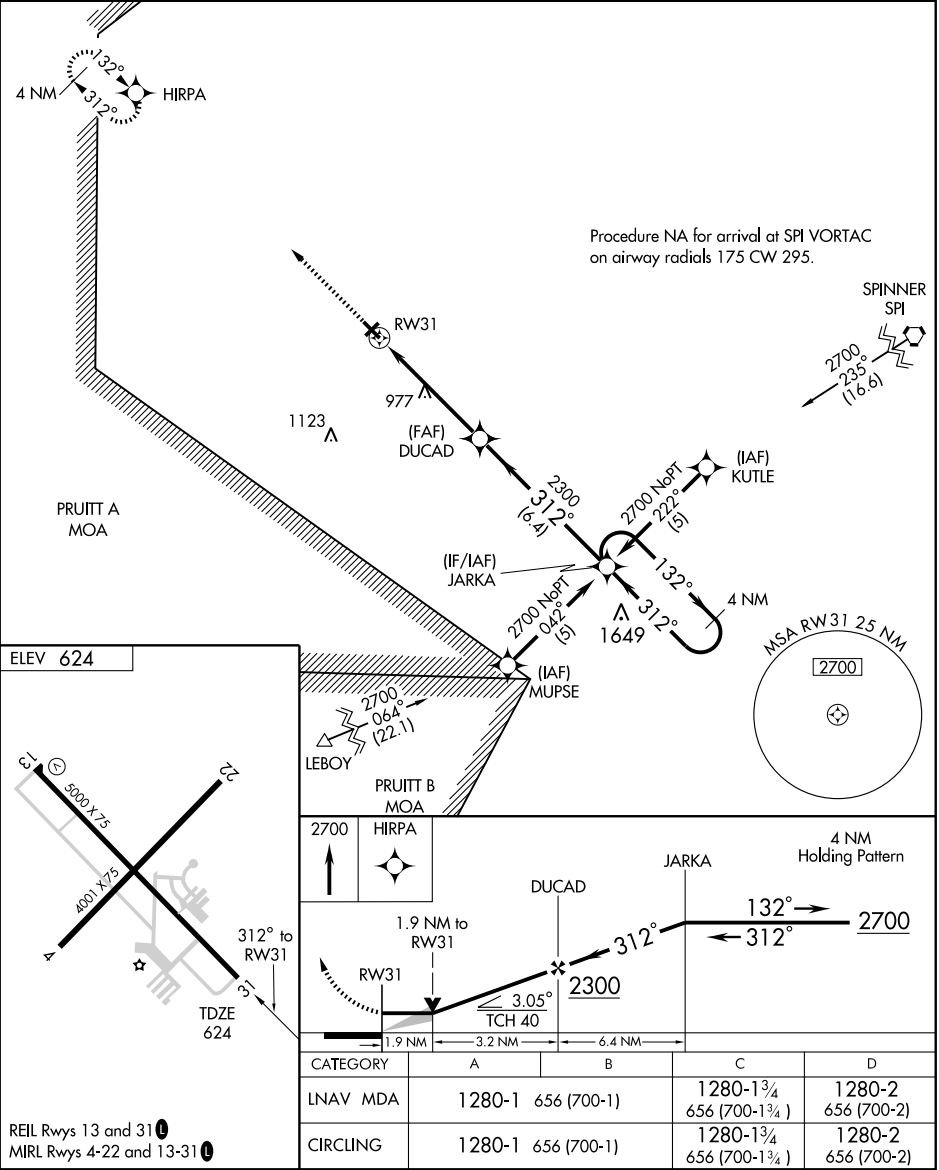 132°
4 NM
312°
HIRPA
Procedure NA for arrival at SPI VORTAC
on airway radials 175 CW 295.
SPINNER
SPI
2700
235°
(16.6)
RW31
977
1123
(FAF)
DUCAD
(IAF)
KUTLE
2300
312°
(6.4)
2700 NoPT
222°
(5)
PRUITT A
MOA
(IF/IAF)
JARKA
132°
4 NM
312°
1649
2700 NoPT
042°
(5)
(IAF)
MUPSE
MSA RW31 25 NM
2700
2700
064°
(22.1)
LEBOY
PRUITT B
MOA
ELEV 624
13
V
22
5000 X 75
4001 X 75
4
31
312° to
RW31
TDZE
624
REIL Rwys 13 and 31 L
MIRL Rwys 4-22 and 13-31 L
2700
HIRPA
4 NM
Holding Pattern
JARKA
DUCAD
1.9 NM to
RW31
132°
2700
312°
312°
RW31
2300
3.05°
TCH 40
1.9 NM
3.2 NM
6.4 NM
CATEGORY A B C D
LNAV MDA 1280-1 656 (700-1) 1280-1¾ 1280-2
656 (700-1¾) 656 (700-2)
CIRCLING 1280-1 656 (700-1) 1280-1¾ 1280-2
656 (700-1¾) 656 (700-2)